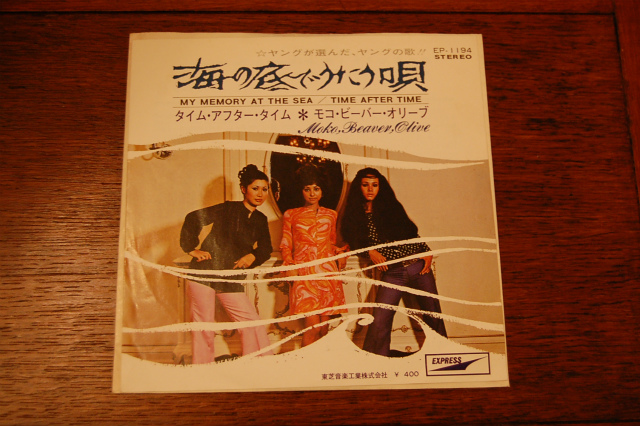 ☆ヤングが選んだ、ヤングの歌!!
EP-1194
STEREO
海の底でうたう唄
MY MEMORY AT THE SEA / TIME AFTER TIME
タイム・アフター・タイム * モコ・ビーバー・オリーブ
Moko, Beaver, Olive
EXPRESS
東芝音楽工業株式会社 ¥ 400